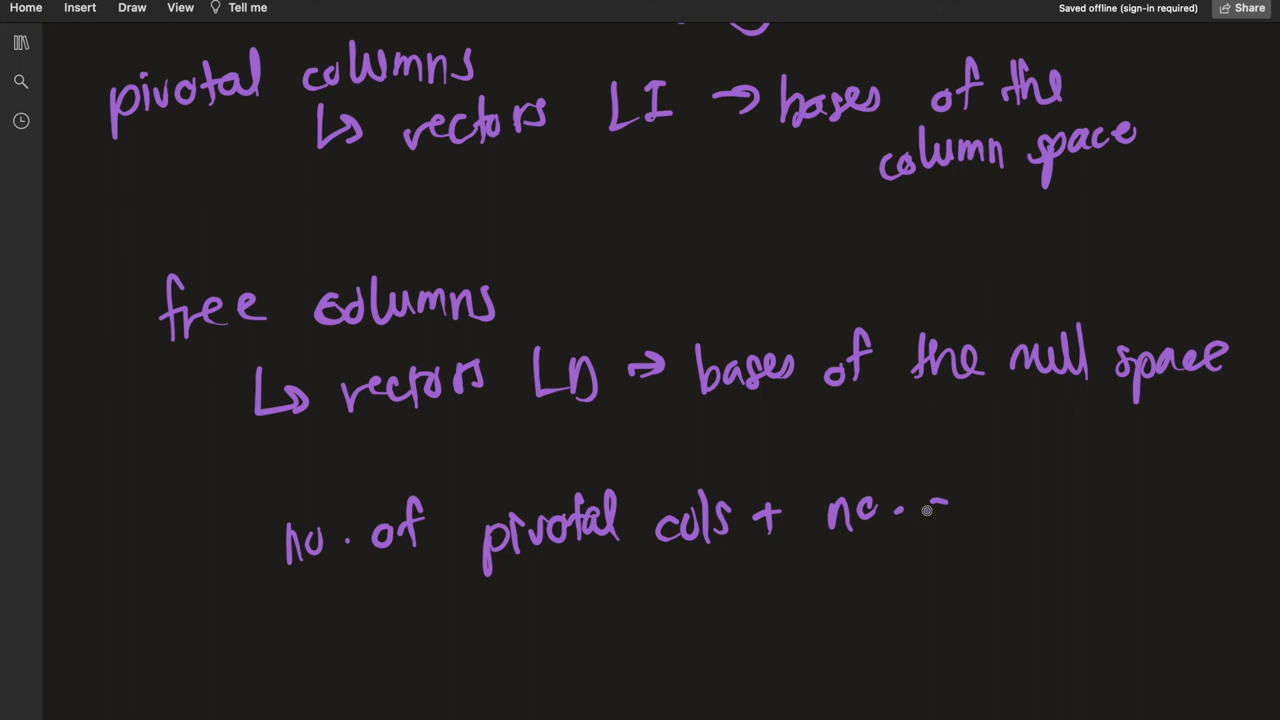 Home Insert Draw View Tell me Saved offline (sign-in required) Share
pivotal columns
↳ vectors LI → bases of the
column space
free columns
↳ vectors LD → bases of the null space
no. of pivotal cols + no.